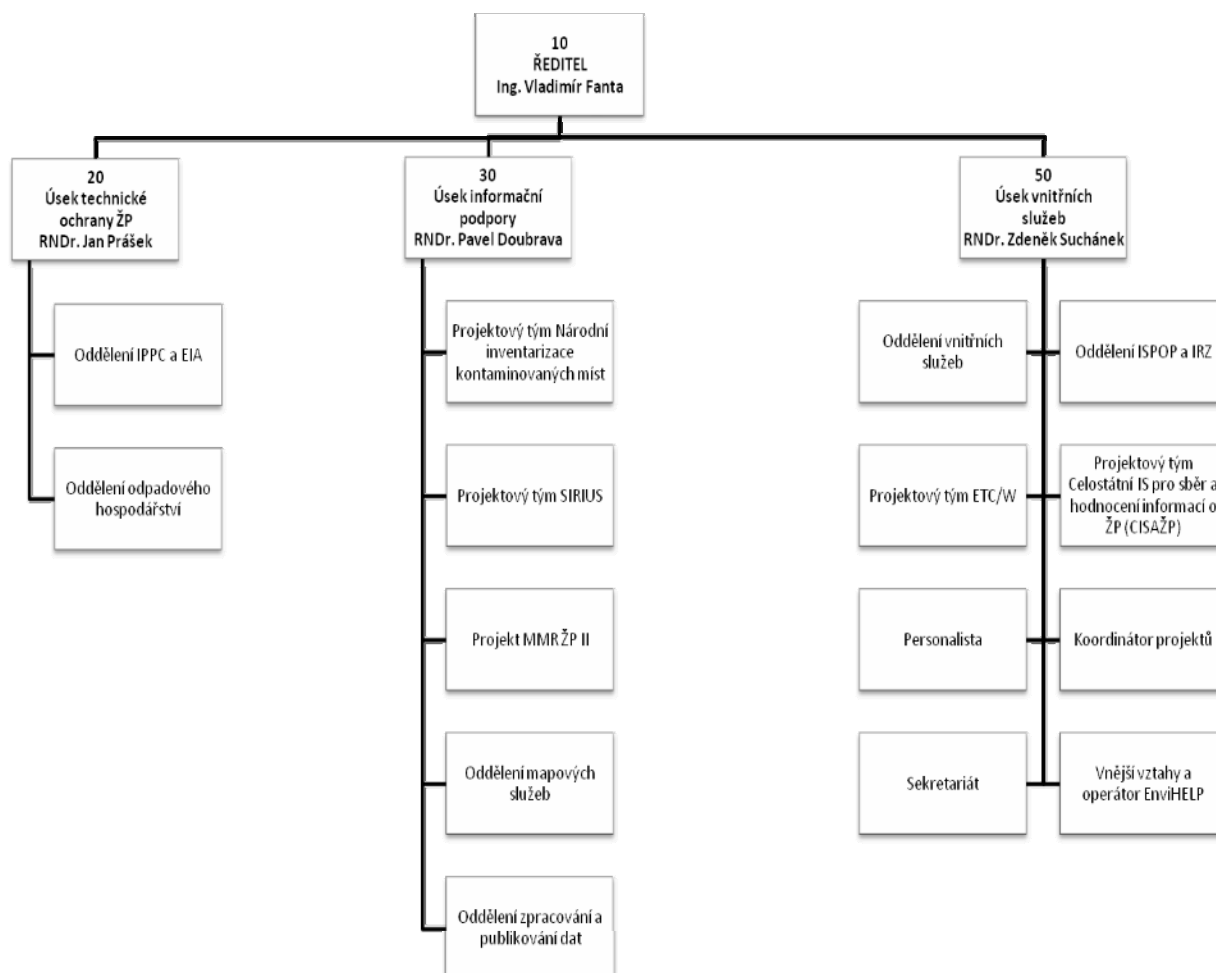 10
ŘEDITEL
Ing. Vladimír Fanta
20
Úsek technické
ochrany ŽP
RNDr. Jan Prášek
30
Úsek informační
podpory
RNDr. Pavel Doubrava
50
Úsek vnitřních
služeb
RNDr. Zdeněk Suchánek
Oddělení IPPC a EIA
Oddělení odpadového
hospodářství
Projektový tým Národní
inventarizace
kontaminovaných míst
Projektový tým SIRIUS
Projekt MMR ŽP II
Oddělení mapových
služeb
Oddělení zpracování a
publikování dat
Oddělení vnitřních
služeb
Oddělení ISPOP a IRZ
Projektový tým ETC/W
Projektový tým
Celostátní IS pro sběr a
hodnocení informací o
ŽP (CISAŽP)
Personalista
Koordinátor projektů
Sekretariát
Vnější vztahy a
operátor EnviHELP